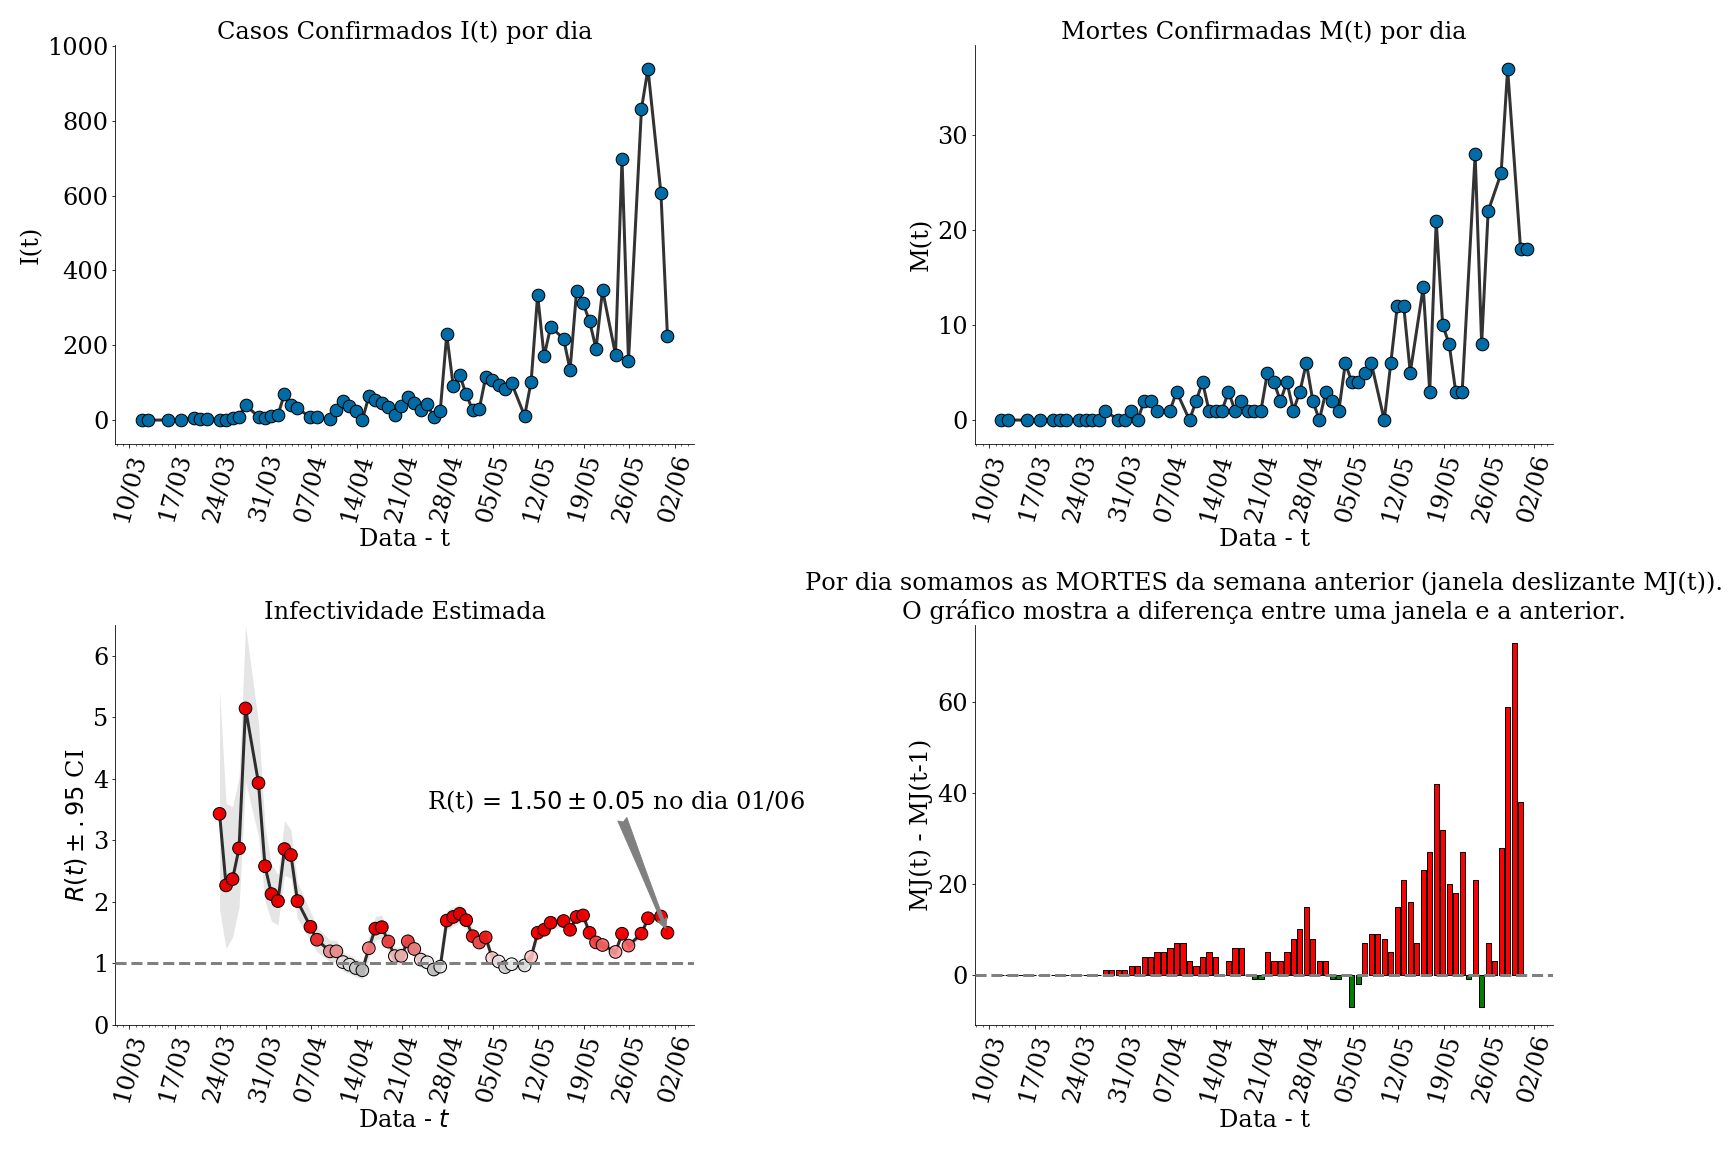 Casos Confirmados I(t) por dia
1000
800
600
400
200
0
I(t)
10/03 17/03 24/03 31/03 07/04 14/04 21/04 28/04 05/05 12/05 19/05 26/05 02/06
Data - t
Mortes Confirmadas M(t) por dia
30
20
10
0
M(t)
10/03 17/03 24/03 31/03 07/04 14/04 21/04 28/04 05/05 12/05 19/05 26/05 02/06
Data - t
Infectividade Estimada
6
5
4
3
2
1
0
R(t) ± .95 CI
R(t) = 1.50 ± 0.05 no dia 01/06
10/03 17/03 24/03 31/03 07/04 14/04 21/04 28/04 05/05 12/05 19/05 26/05 02/06
Data - t
Por dia somamos as MORTES da semana anterior (janela deslizante MJ(t)).
O gráfico mostra a diferença entre uma janela e a anterior.
60
40
20
0
MJ(t) - MJ(t-1)
10/03 17/03 24/03 31/03 07/04 14/04 21/04 28/04 05/05 12/05 19/05 26/05 02/06
Data - t